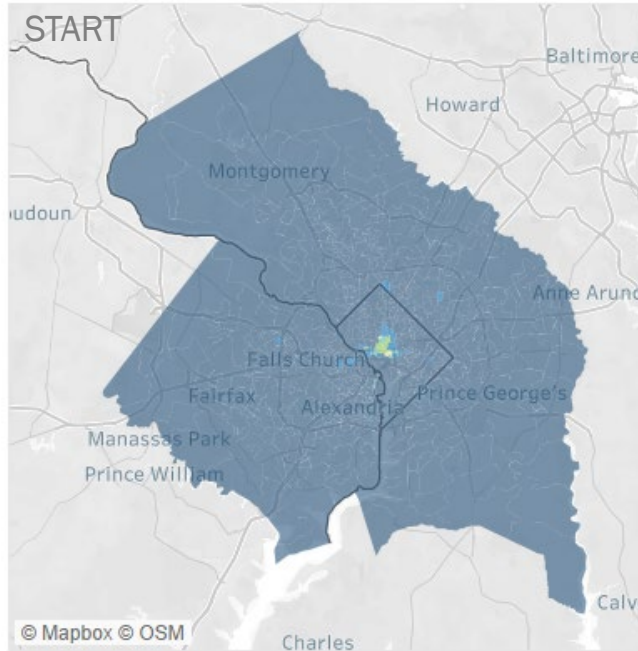 START
Baltimore
Howard
Montgomery
oudoun
Anne Arund
Falls Church
Fairfax
Prince George's
Alexandria
Manassas Park
Prince William
Calv
© Mapbox © OSM
Charles